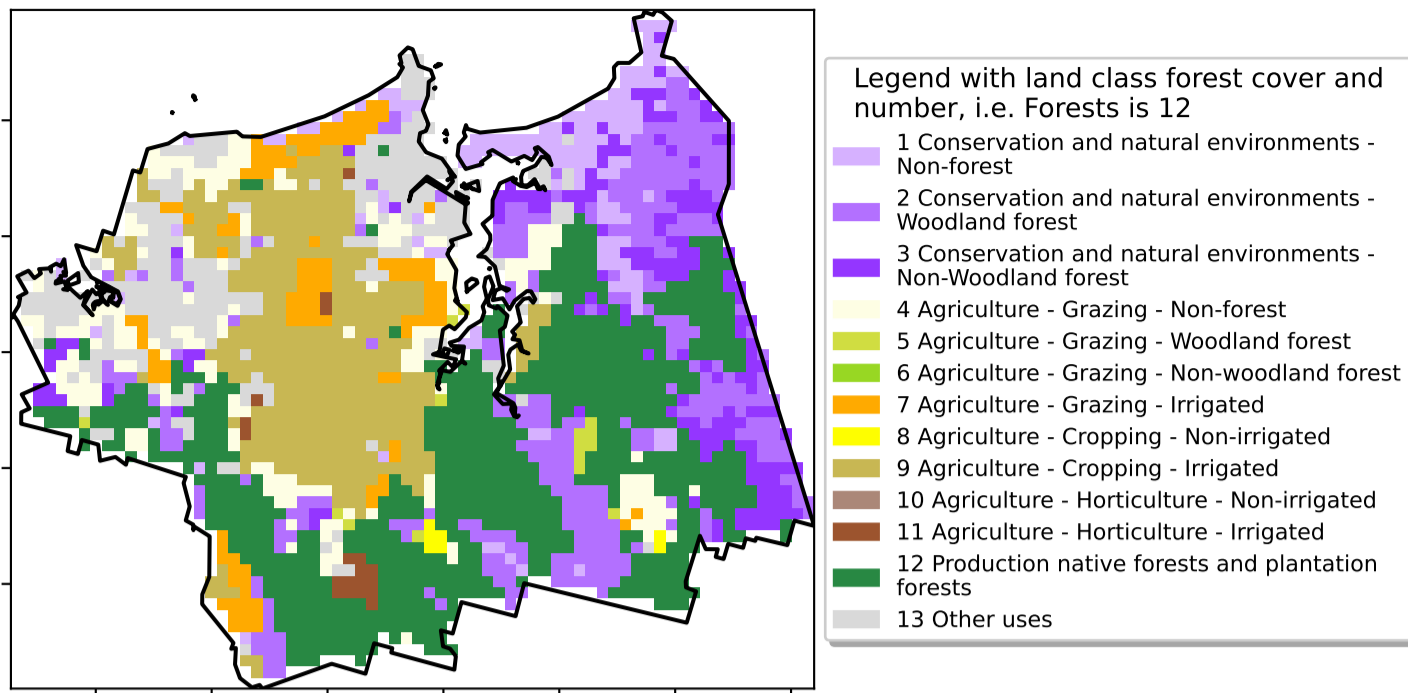 Legend with land class forest cover and
number, i.e. Forests is 12
1 Conservation and natural environments -
Non-forest
2 Conservation and natural environments -
Woodland forest
3 Conservation and natural environments -
Non-Woodland forest
4 Agriculture - Grazing - Non-forest
5 Agriculture - Grazing - Woodland forest
6 Agriculture - Grazing - Non-woodland forest
7 Agriculture - Grazing - Irrigated
8 Agriculture - Cropping - Non-irrigated
9 Agriculture - Cropping - Irrigated
10 Agriculture - Horticulture - Non-irrigated
11 Agriculture - Horticulture - Irrigated
12 Production native forests and plantation
forests
13 Other uses